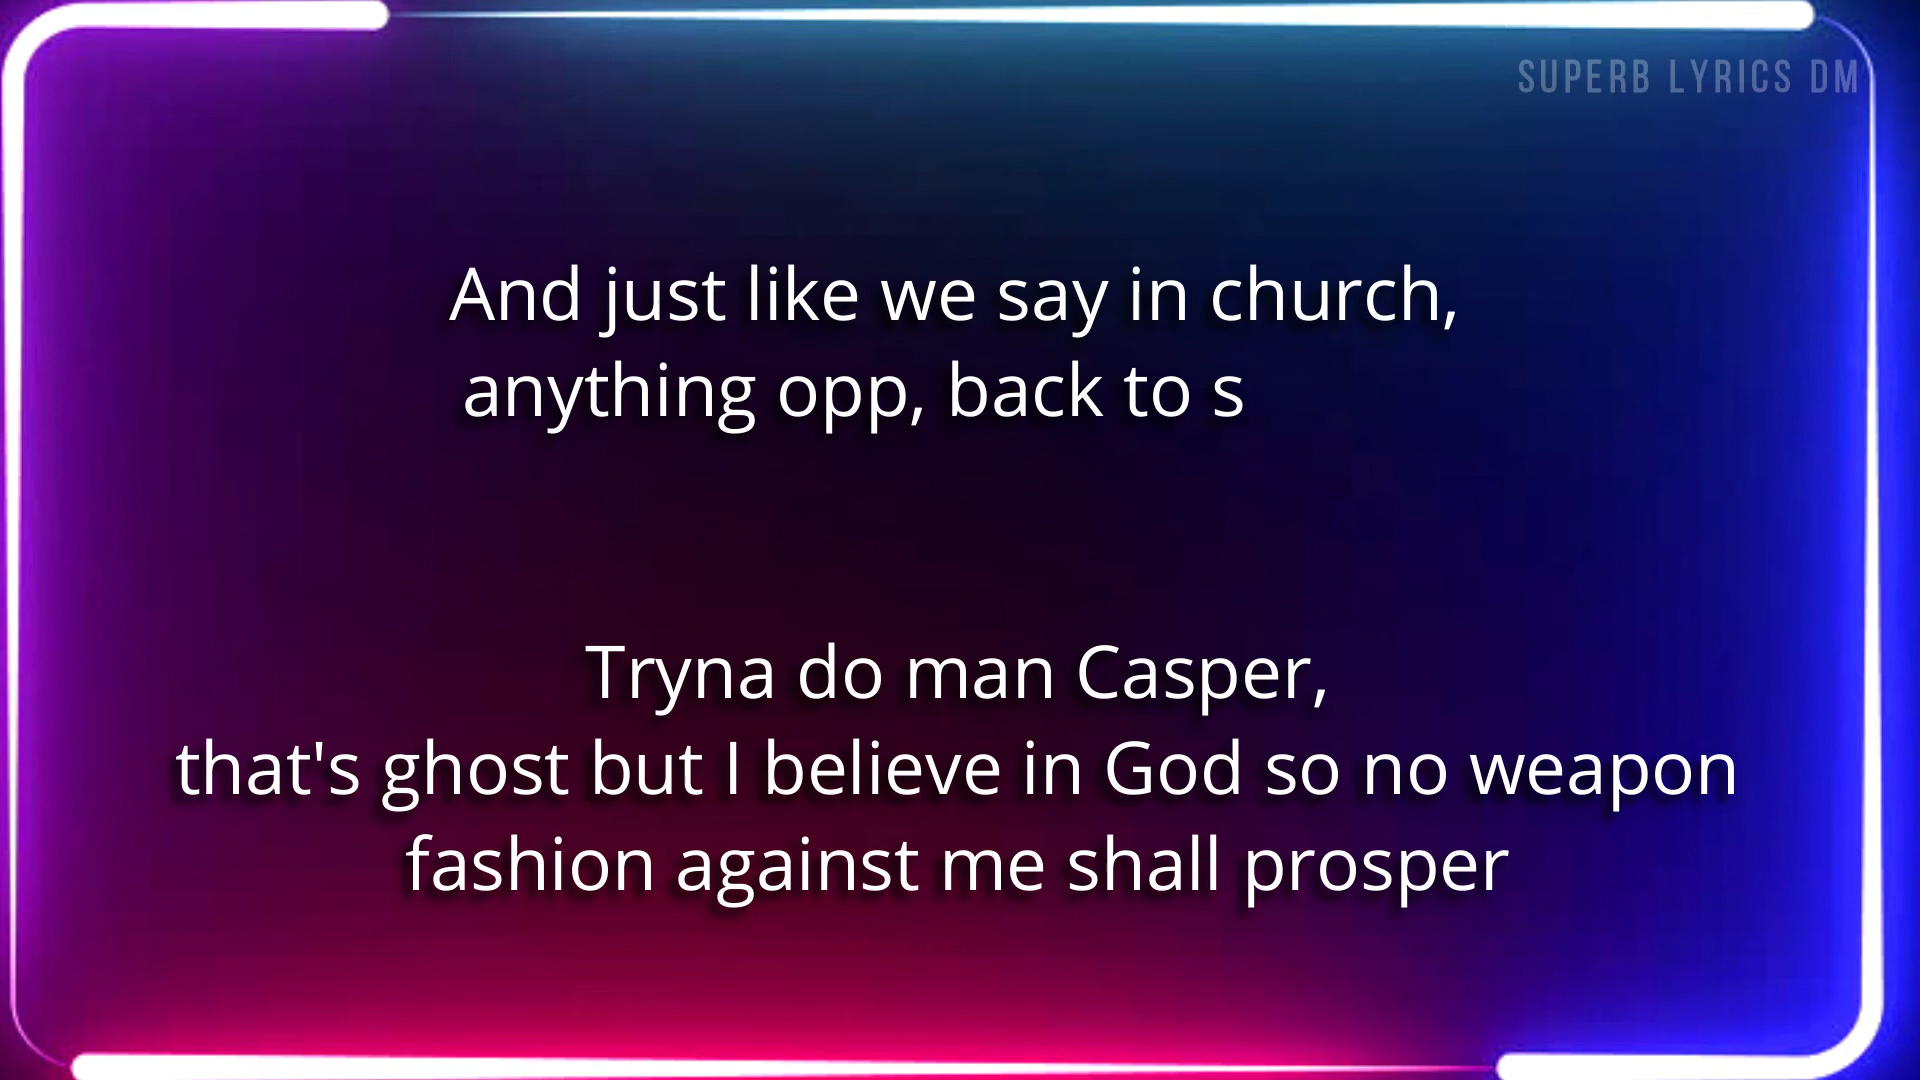 SUPERB LYRICS DM
And just like we say in church,
anything opp, back to s
Tryna do man Casper,
that's ghost but I believe in God so no weapon
fashion against me shall prosper